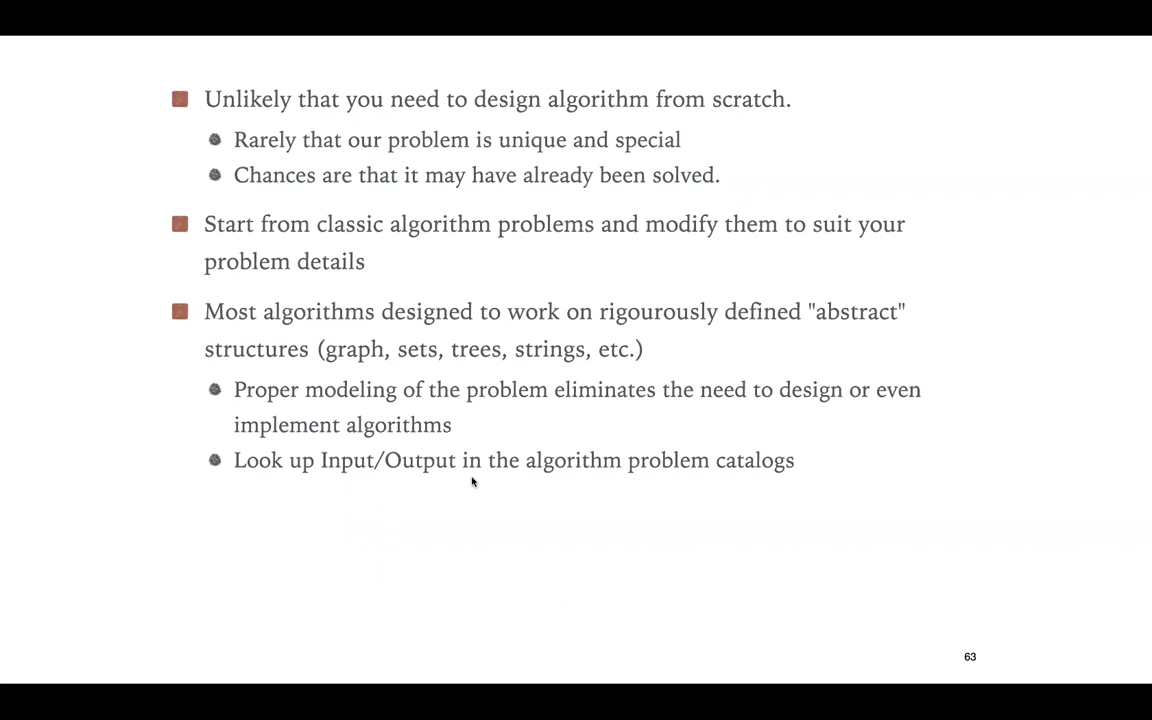 Unlikely that you need to design algorithm from scratch.
Rarely that our problem is unique and special
Chances are that it may have already been solved.
Start from classic algorithm problems and modify them to suit your
problem details
Most algorithms designed to work on rigourously defined "abstract"
structures (graph, sets, trees, strings, etc.)
Proper modeling of the problem eliminates the need to design or even
implement algorithms
Look up Input/Output in the algorithm problem catalogs
63